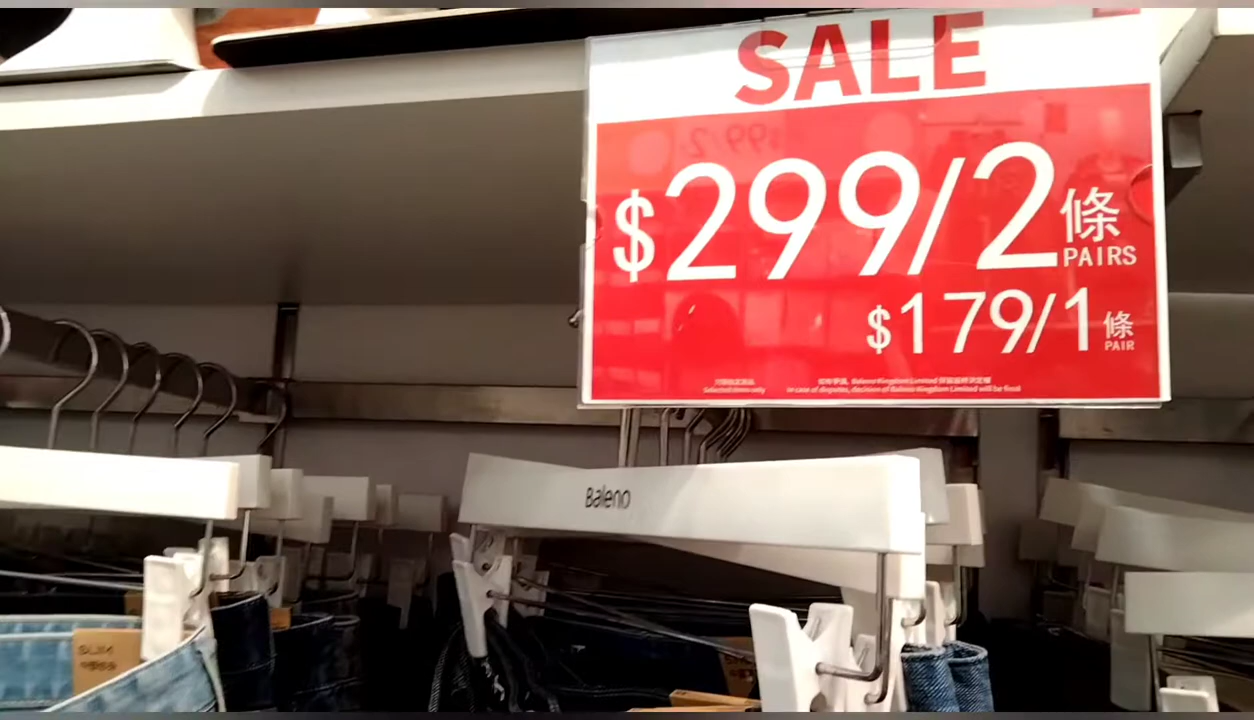 SALE
$299/2條
PAIRS
$179/1條
PAIR
Selected items only
In case of disputes, decision of Baleno Kingdom Limited will be final
Baleno
SLIM